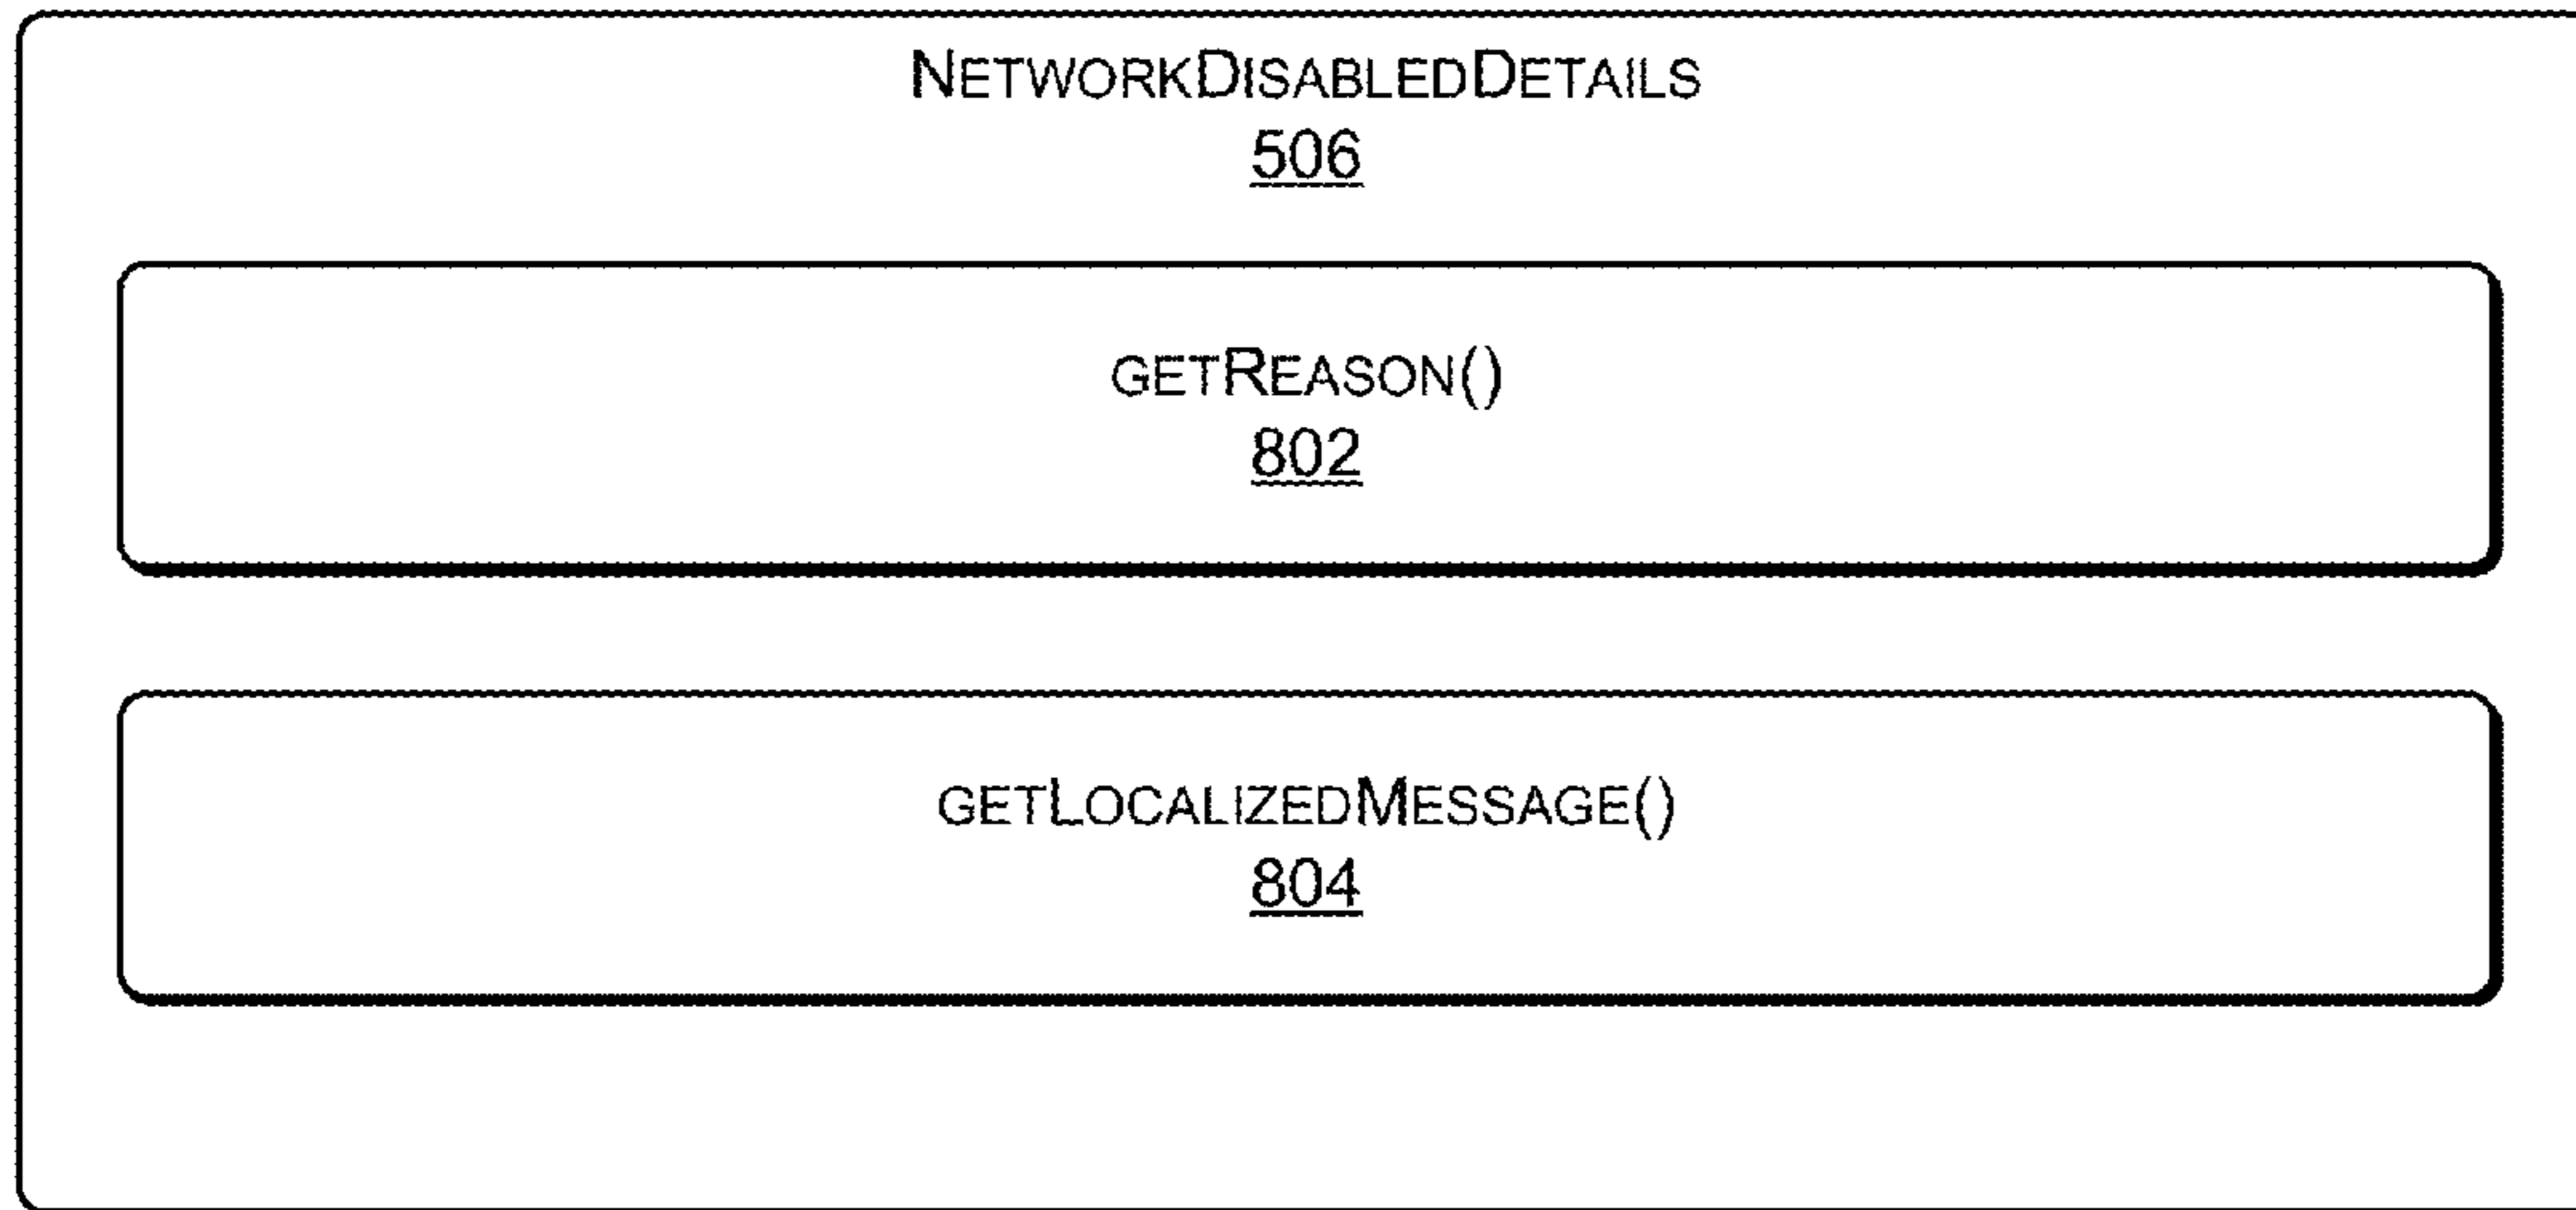 NETWORKDISABLEDDETAILS
506
GETREASON()
802
GETLOCALIZEDMESSAGE()
804